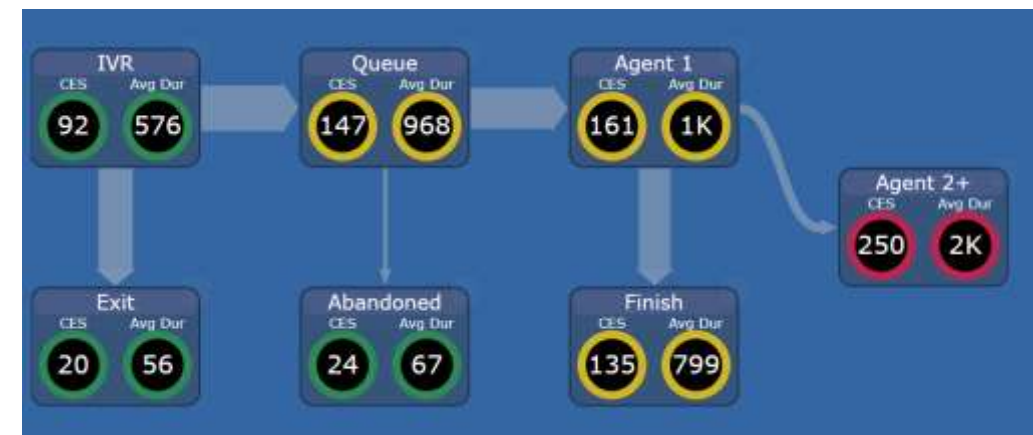 IVR
CES Avg Dur
92 576
Queue
CES Avg Dur
147 968
Agent 1
CES Avg Dur
161 1K
Agent 2+
CES Avg Dur
250 2K
Exit
CES Avg Dur
20 56
Abandoned
CES Avg Dur
24 67
Finish
CES Avg Dur
135 799